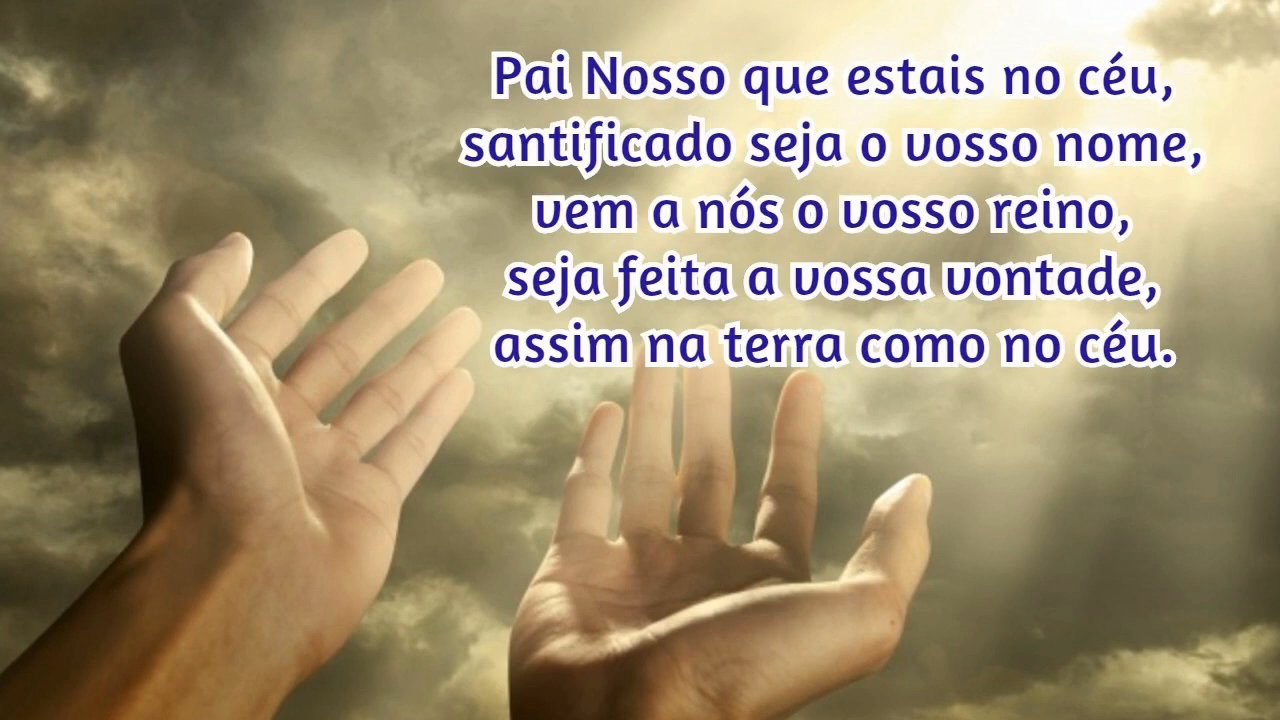 Pai Nosso que estais no céu,
santificado seja o vosso nome,
vem a nós o vosso reino,
seja feita a vossa vontade,
assim na terra como no céu.